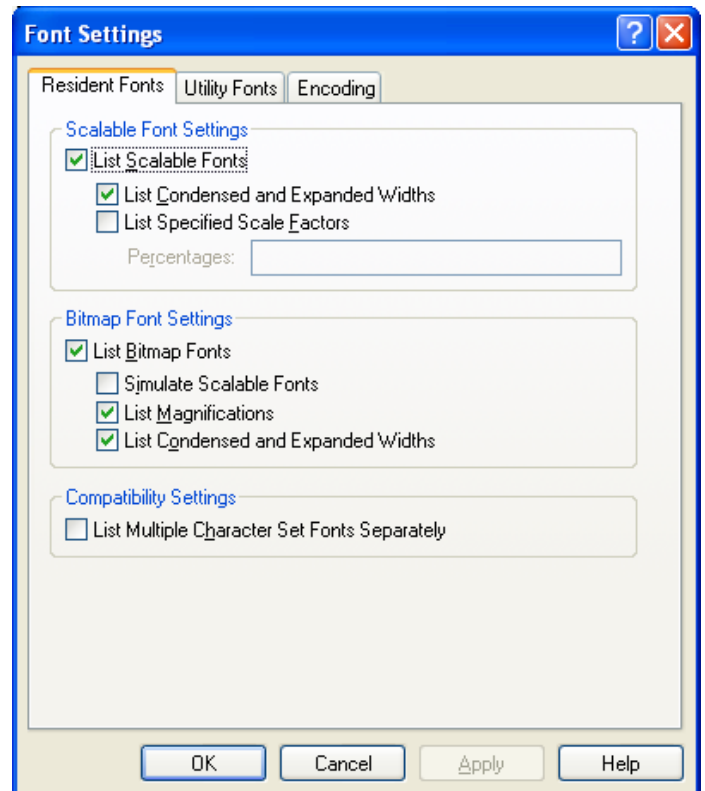 Font Settings
Resident Fonts Utility Fonts Encoding
Scalable Font Settings
List Scalable Fonts
List Condensed and Expanded Widths
List Specified Scale Factors
Percentages:
Bitmap Font Settings
List Bitmap Fonts
Simulate Scalable Fonts
List Magnifications
List Condensed and Expanded Widths
Compatibility Settings
List Multiple Character Set Fonts Separately
OK Cancel Apply Help